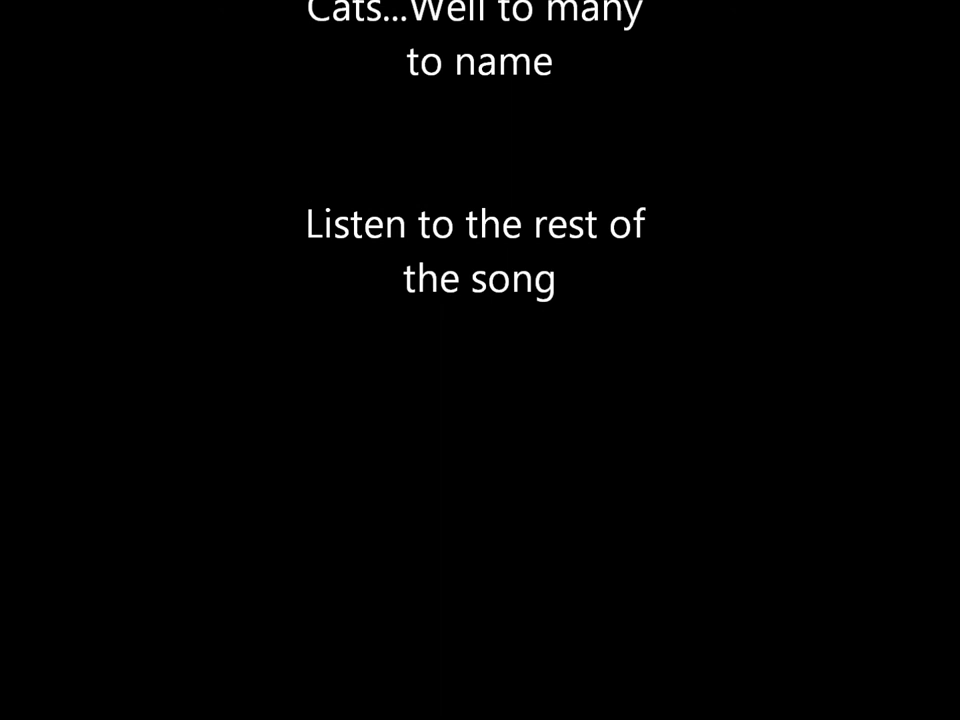 Cats...Well to many
to name
Listen to the rest of
the song